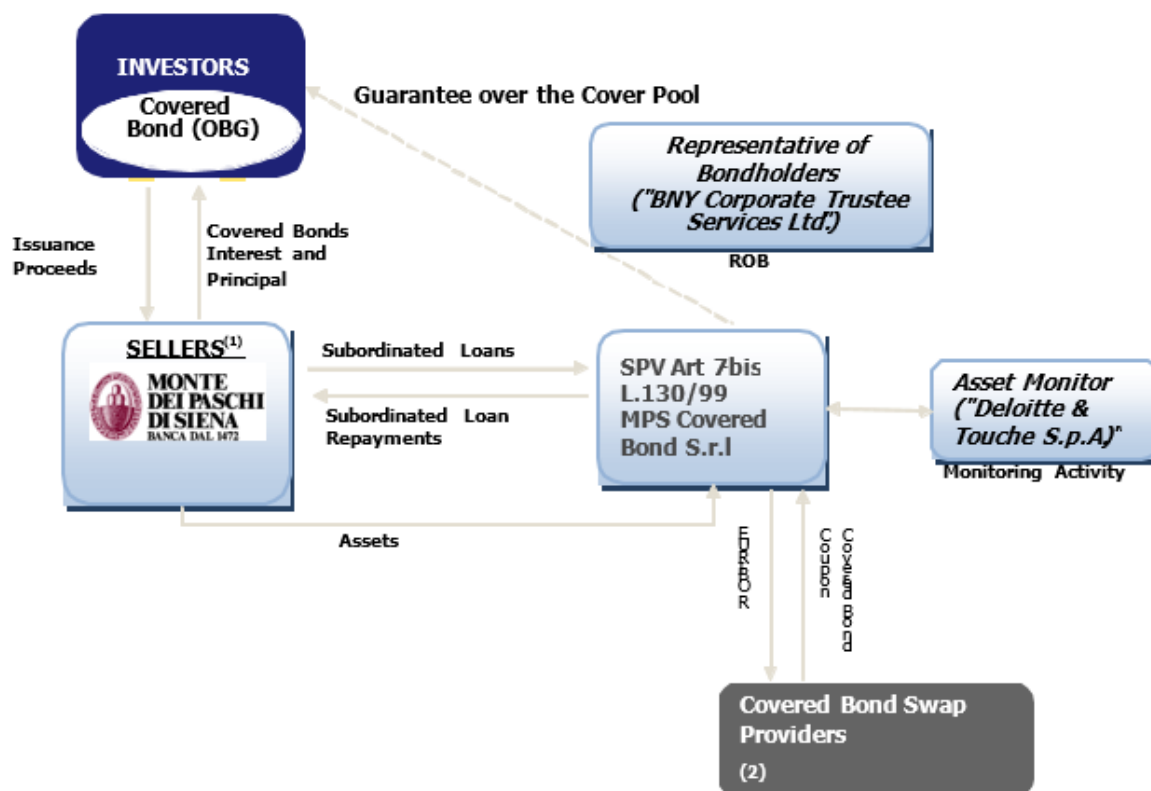 INVESTORS
Covered
Bond (OBG)
Guarantee over the Cover Pool
Representative of
Bondholders
("BNY Corporate Trustee
Services Ltd.")
ROB
Issuance
Proceeds
Covered Bonds
Interest and
Principal
SELLERS(1)
MONTE
DEI PASCHI
DI SIENA
BANCA DAL 1472
Subordinated Loans
Subordinated Loan
Repayments
SPV Art 7bis
L.130/99
MPS Covered
Bond S.r.l
Asset Monitor
("Deloitte &
Touche S.p.A)"
Monitoring Activity
Assets
EURIBOR
Covered Bond
Coupon
Covered Bond Swap
Providers
(2)